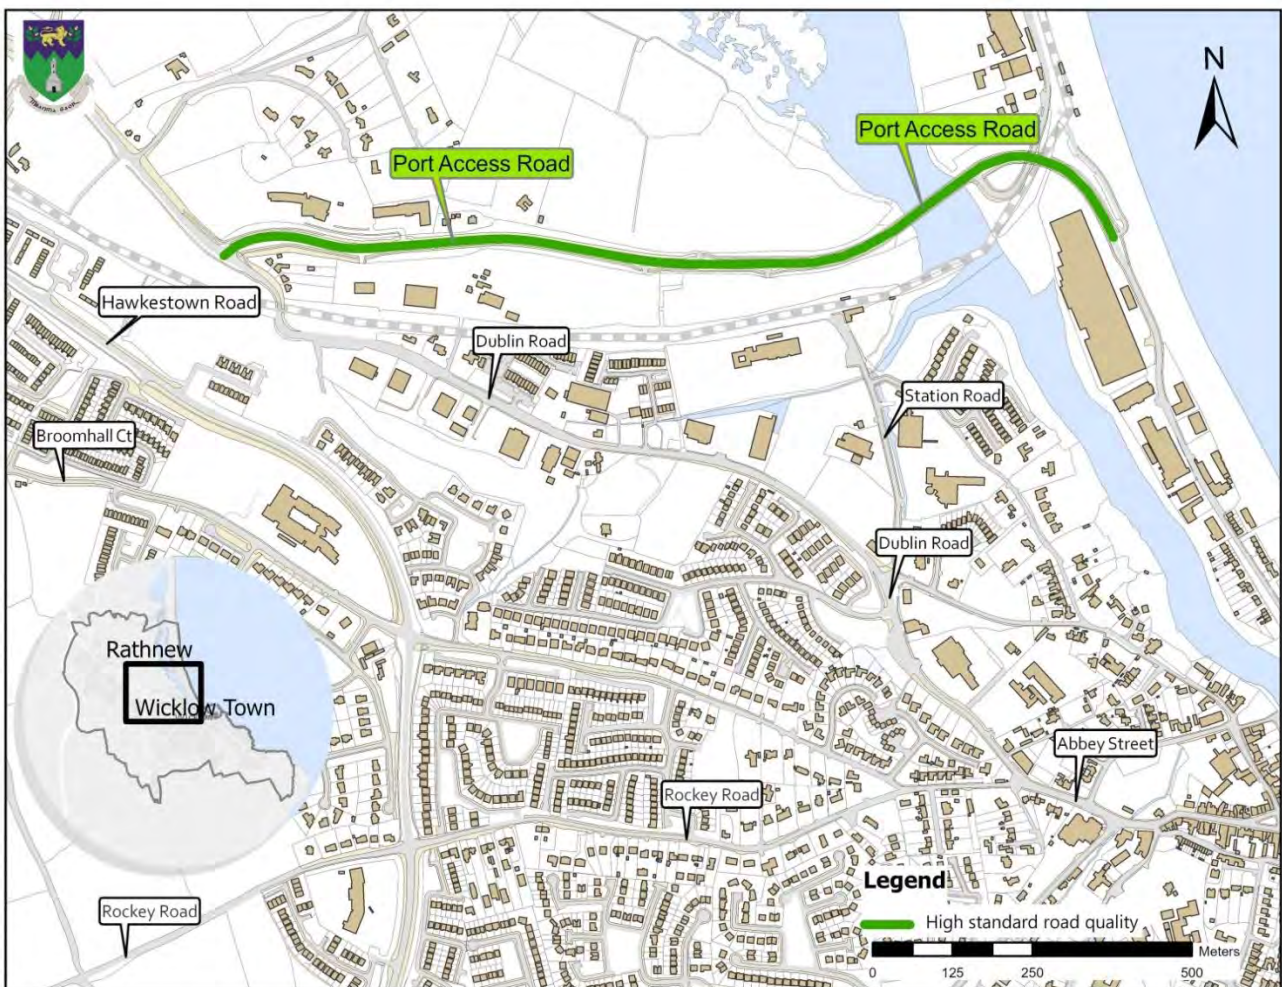 N
Port Access Road
Port Access Road
Hawkestown Road
Dublin Road
Station Road
Broomhall Ct
Dublin Road
Rathnew
Wicklow Town
Abbey Street
Rockey Road
Legend
Rockey Road
High standard road quality
Meters
0 125 250 500